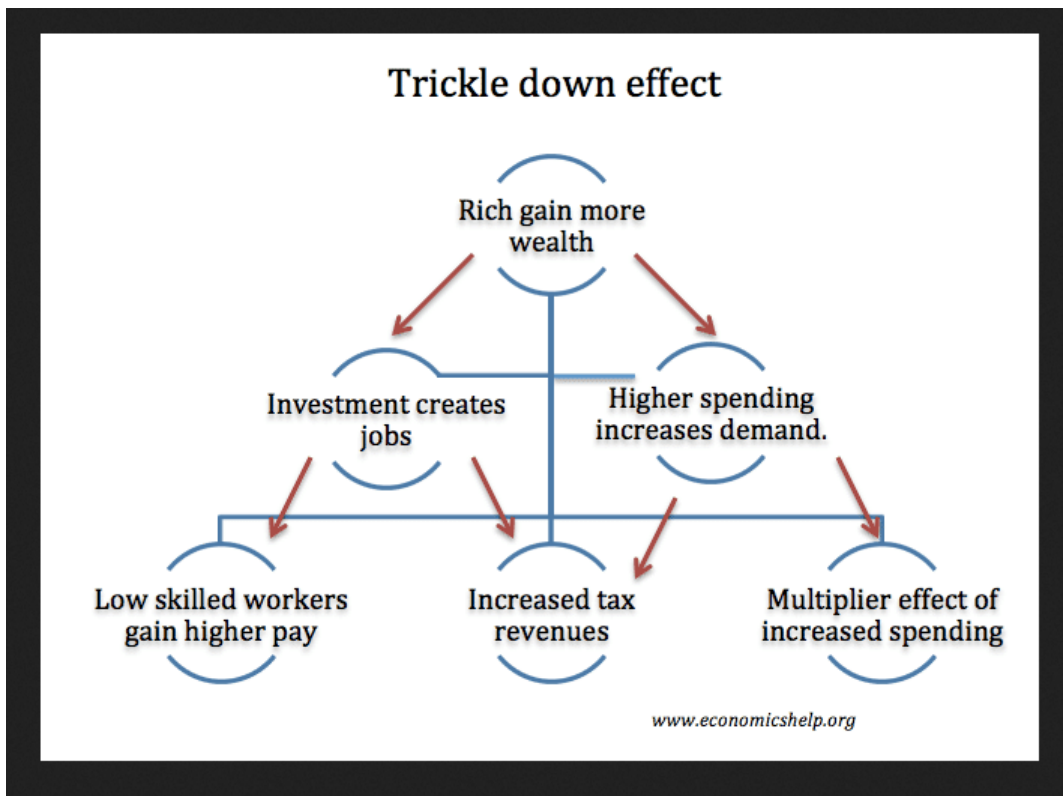 Trickle down effect
Rich gain more
wealth
Investment creates
jobs
Higher spending
increases demand.
Low skilled workers
gain higher pay
Increased tax
revenues
Multiplier effect of
increased spending
www.economicshelp.org